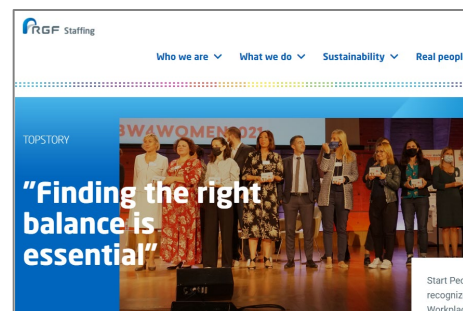 RGF Staffing
Who we are What we do Sustainability Real peopl
TOPSTORY
BW4WOMEN2021
"Finding the right
balance is
essential"
Start Peo
recogniz
Workplac